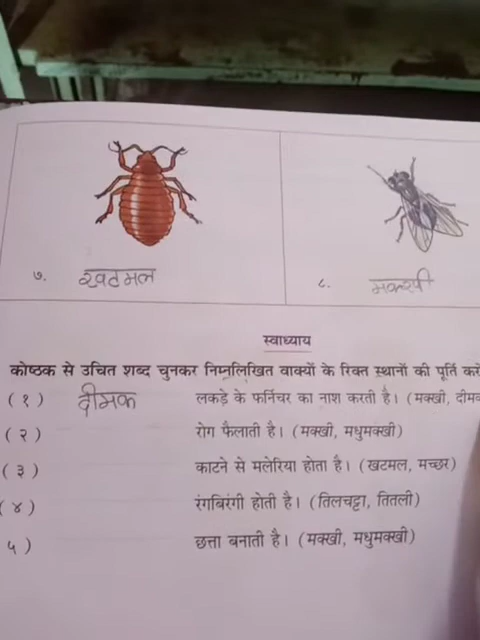 ७. खटमल
८. मक्खी
स्वाध्याय
कोष्ठक से उचित शब्द चुनकर निम्नलिखित वाक्यों के रिक्त स्थानों की पूर्ति करो
(१) दीमक लकड़े के फर्निचर का नाश करती है। (मक्खी, दीमक
(२) रोग फैलाती है। (मक्खी, मधुमक्खी)
(३) काटने से मलेरिया होता है। (खटमल, मच्छर)
(४) रंगबिरंगी होती है। (तिलचट्टा, तितली)
५) छत्ता बनाती है। (मक्खी, मधुमक्खी)